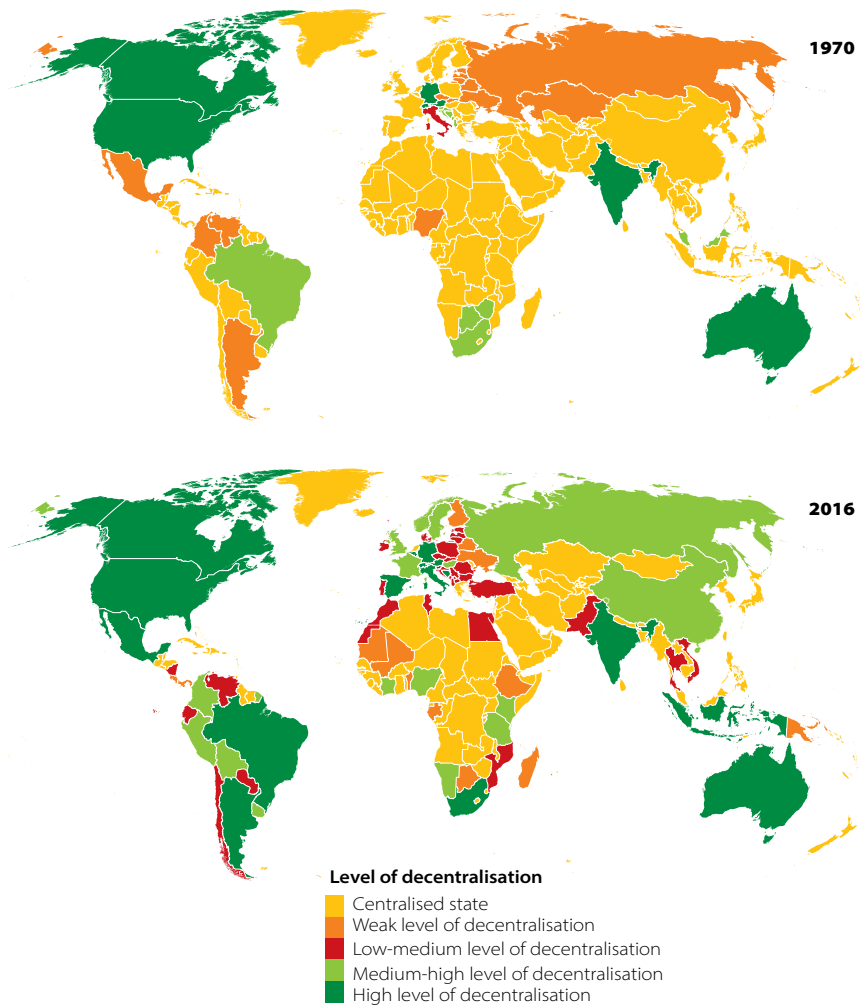 1970
2016
Level of decentralisation
Centralised state
Weak level of decentralisation
Low-medium level of decentralisation
Medium-high level of decentralisation
High level of decentralisation